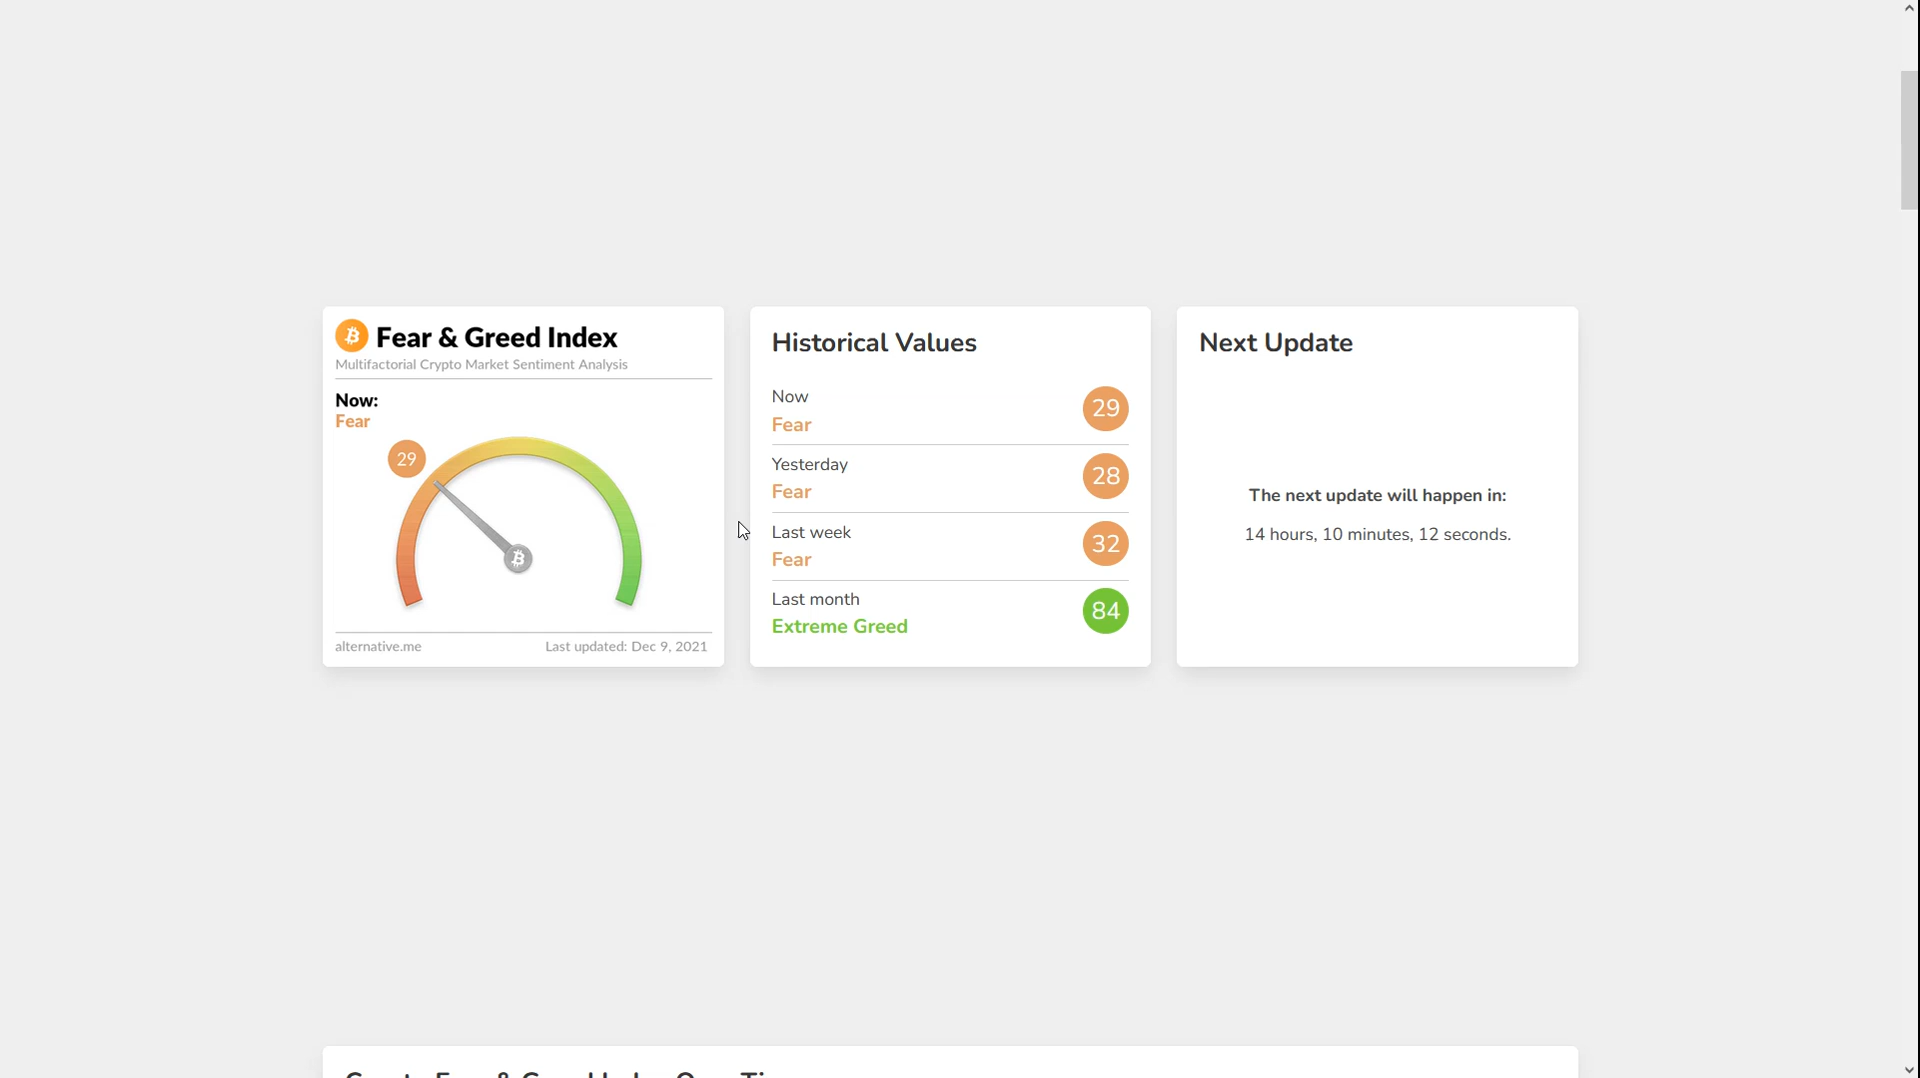 Fear & Greed Index
Multifactorial Crypto Market Sentiment Analysis
Now:
Fear
29
alternative.me
Last updated: Dec 9, 2021
Historical Values
Now
Fear
29
Yesterday
Fear
28
Last week
Fear
32
Last month
Extreme Greed
84
Next Update
The next update will happen in:
14 hours, 10 minutes, 12 seconds.